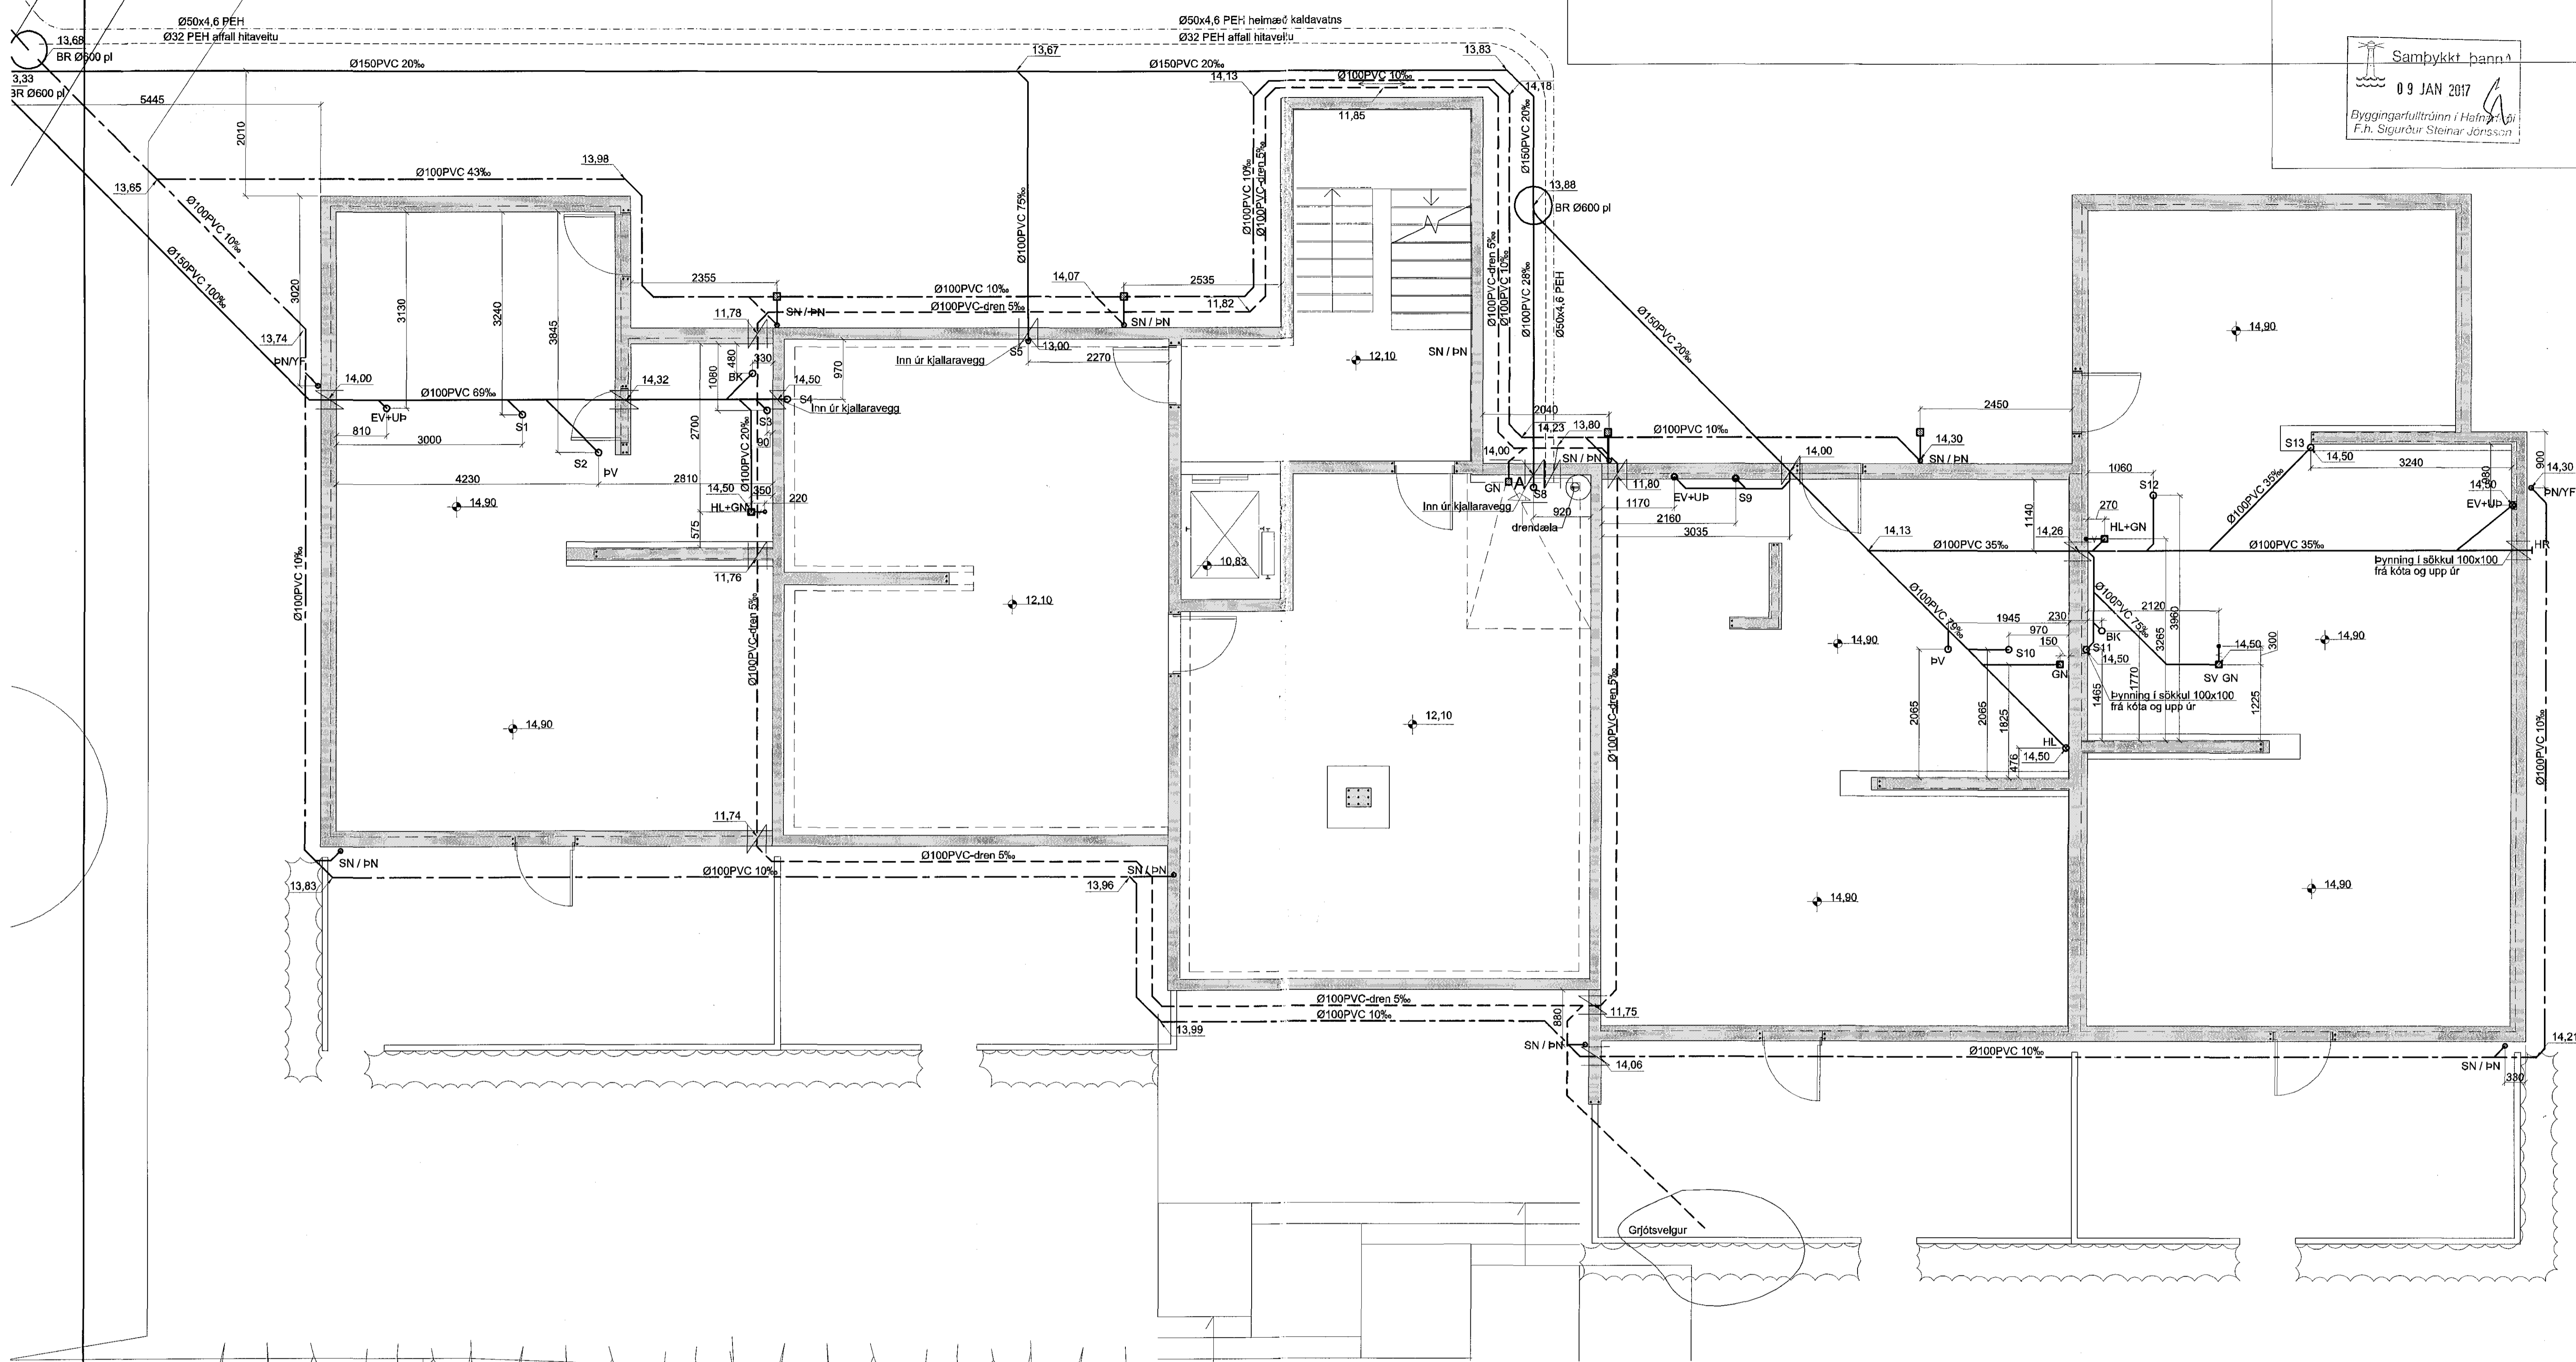 Ø50x4,6 PEH
Ø50x4,6 PEH heimæð kaldavatns
13,68
Ø32 PEH affall hitaveitu
Ø32 PEH affall hitaveitu
13,67
13,83
BR Ø600 pl
Ø150PVC 20‰
Ø150PVC 20‰
3,33
BR Ø600 pl
5445
14,13
Ø100PVC 10‰
14,18
11,85
Samþykkt þann
09 JAN 2017
Byggingarfulltrúinn í Hafnarfirði
F.h. Sigurður Steinar Jónsson
2010
13,98
Ø100PVC 43‰
13,65
Ø100PVC 10‰
Ø150PVC 100‰
Ø100PVC 75‰
Ø100PVC 10‰
Ø100PVC-dren 5‰
Ø150PVC 20‰
13,88
BR Ø600 pl
3020
3130
3240
3845
2355
14,07
2535
Ø100PVC 10‰
Ø100PVC-dren 5‰
11,82
11,78
SN / ÞN
SN / ÞN
Ø100PVC-dren 5‰
Ø100PVC 10‰
Ø100PVC 28‰
Ø50x4,6 PEH
Ø150PVC 20‰
14,90
13,74
ÞN/YF
14,00
14,32
480
330
1080
BK
14,50
S4
Inn úr kjallaravegg
970
S5
13,00
Inn úr kjallaravegg
2270
12,10
SN / ÞN
Ø100PVC 69‰
EV+UÞ
S1
810
3000
S2
ÞV
4230
2810
2700
S3
90
Ø100PVC 20‰
14,50
350
220
HL+GN
575
14,90
11,76
2040
14,23
13,80
14,00
SN / ÞN
Ø100PVC 10‰
2450
14,30
SN / ÞN
14,00
GN
S8
11,80
Inn úr kjallaravegg
920
drendæla
10,83
EV+UÞ
S9
1170
2160
3035
14,13
1140
Ø100PVC 35‰
14,26
1060
S12
270
HL+GN
Ø100PVC 35‰
S13
14,50
3240
980
900
14,30
ÞN/YF
14,50
EV+UÞ
Ø100PVC 35‰
HR
Þynning í sökkul 100x100
frá kóta og upp úr
Ø100PVC 10‰
Ø100PVC-dren 5‰
12,10
14,90
Ø100PVC 79‰
1945
230
970
150
ÞV
S10
GN
Ø100PVC 75‰
2120
BK
S11
14,50
Þynning í sökkul 100x100
frá kóta og upp úr
3960
3265
1770
1465
14,50
300
SV GN
1225
14,90
2065
2065
1825
476
HL
14,50
14,90
12,10
Ø100PVC-dren 5‰
Ø100PVC 10‰
11,74
SN / ÞN
13,83
Ø100PVC-dren 5‰
Ø100PVC 10‰
SN / ÞN
13,96
14,90
14,90
Ø100PVC-dren 5‰
Ø100PVC 10‰
13,99
880
11,75
SN / ÞN
14,06
Ø100PVC 10‰
14,21
SN / ÞN
330
Grjótsvelgur